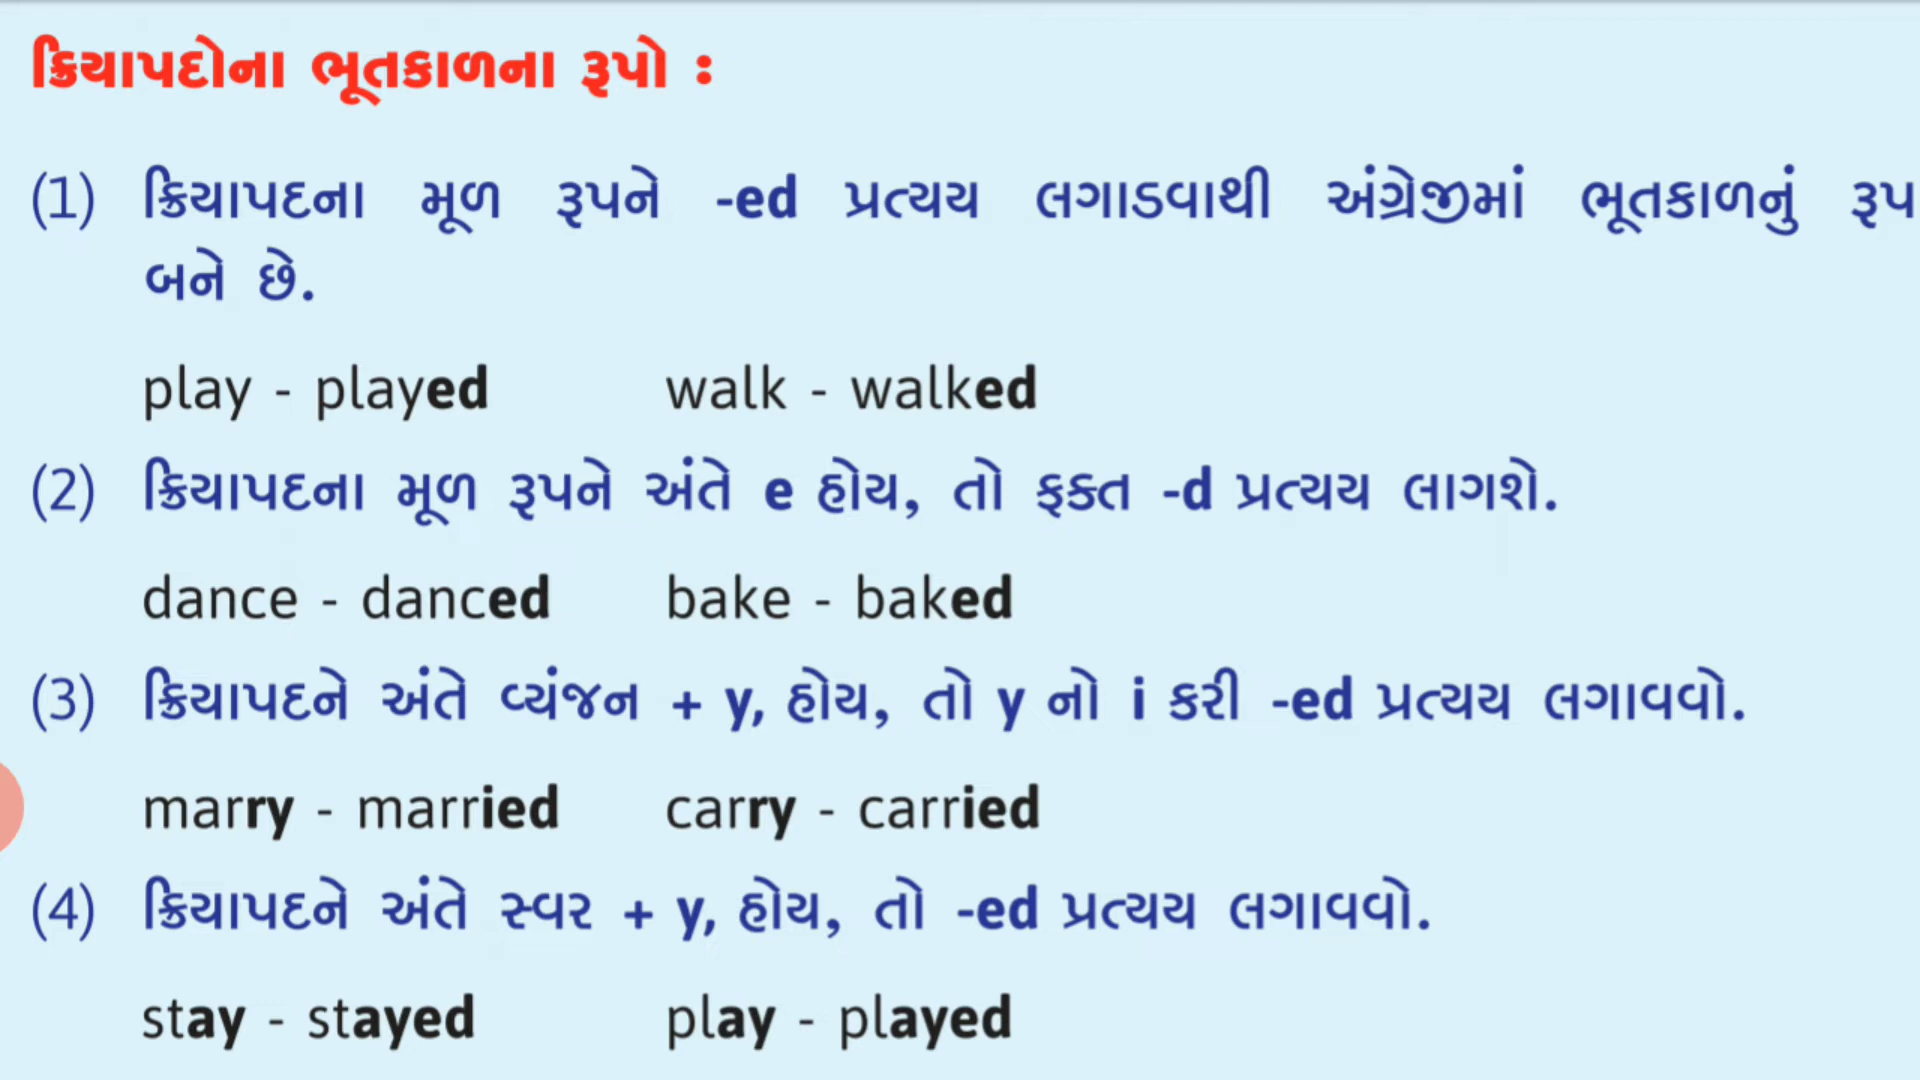 ક્રિયાપદોના ભૂતકાળના રૂપો :
(1) ક્રિયાપદના મૂળ રૂપને -ed પ્રત્યય લગાડવાથી અંગ્રેજીમાં ભૂતકાળનું રૂપ
બને છે.
play - played walk - walked
(2) ક્રિયાપદના મૂળ રૂપને અંતે e હોય, તો ફક્ત -d પ્રત્યય લાગશે.
dance - danced bake - baked
(3) ક્રિયાપદને અંતે વ્યંજન + y, હોય, તો y નો i કરી -ed પ્રત્યય લગાવવો.
marry - married carry - carried
(4) ક્રિયાપદને અંતે સ્વર + y, હોય, તો -ed પ્રત્યય લગાવવો.
stay - stayed play - played